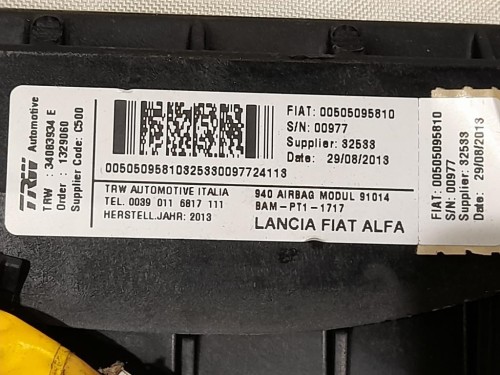 TRW Automotive
TRW : 34083934 E
Order : 1329060
Supplier Code: C500
FIAT: 00505095810
S/N: 00977
Supplier: 32533
Date: 29/08/2013
00505095810325330097724113
TRW AUTOMOTIVE ITALIA
TEL. 0039 011 6817 111
HERSTELL.JAHR: 2013
940 AIRBAG MODUL 91014
BAM-PT1-1717
LANCIA FIAT ALFA
FIAT: 00505095810
S/N: 00977
Supplier: 32533
Date: 29/08/2013